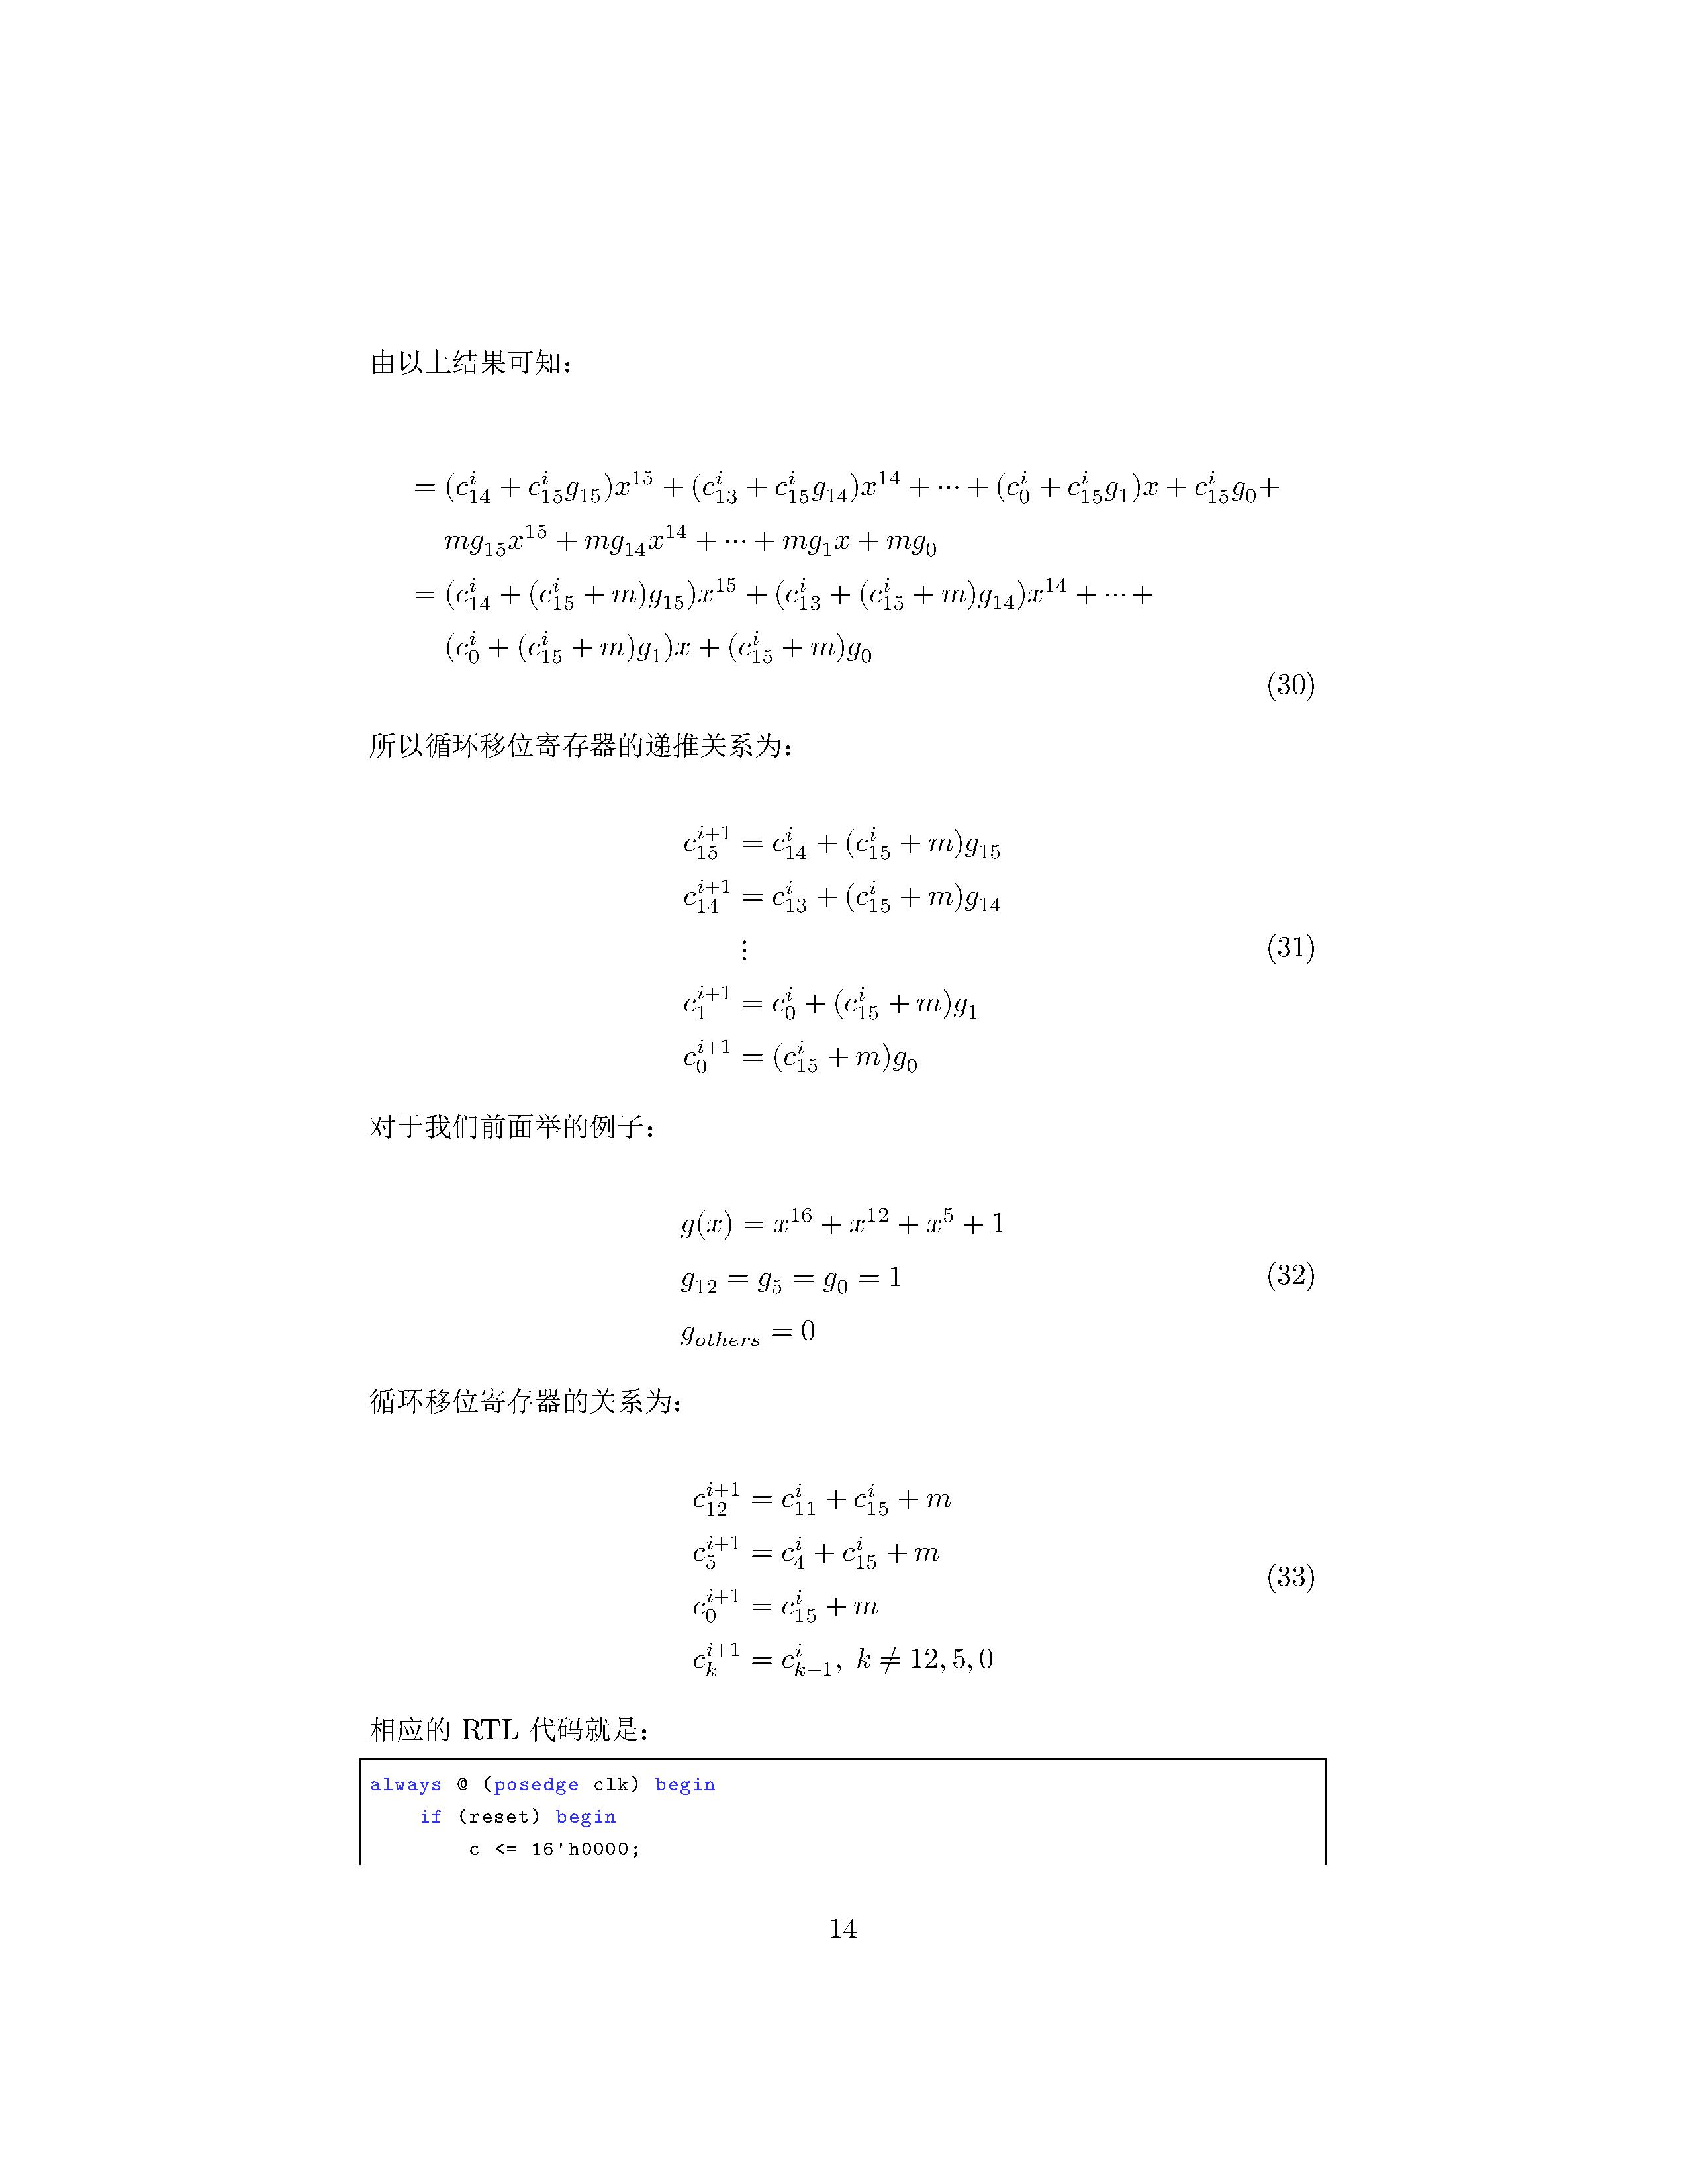 由以上结果可知：
= (c_{14}^i + c_{15}^i g_{15})x^{15} + (c_{13}^i + c_{15}^i g_{14})x^{14} + ⋯ + (c_0^i + c_{15}^i g_1)x + c_{15}^i g_0+
mg_{15}x^{15} + mg_{14}x^{14} + ⋯ + mg_1x + mg_0
= (c_{14}^i + (c_{15}^i + m)g_{15})x^{15} + (c_{13}^i + (c_{15}^i + m)g_{14})x^{14} + ⋯ +
(c_0^i + (c_{15}^i + m)g_1)x + (c_{15}^i + m)g_0
(30)
所以循环移位寄存器的递推关系为：
c_{15}^{i+1} = c_{14}^i + (c_{15}^i + m)g_{15}
c_{14}^{i+1} = c_{13}^i + (c_{15}^i + m)g_{14}
⋮ (31)
c_1^{i+1} = c_0^i + (c_{15}^i + m)g_1
c_0^{i+1} = (c_{15}^i + m)g_0
对于我们前面举的例子：
g(x) = x^{16} + x^{12} + x^5 + 1
g_{12} = g_5 = g_0 = 1 (32)
g_{others} = 0
循环移位寄存器的关系为：
c_{12}^{i+1} = c_{11}^i + c_{15}^i + m
c_5^{i+1} = c_4^i + c_{15}^i + m
(33)
c_0^{i+1} = c_{15}^i + m
c_k^{i+1} = c_{k−1}^i, k ≠ 12, 5, 0
相应的 RTL 代码就是：
always @ (posedge clk) begin
if (reset) begin
c <= 16'h0000;
14